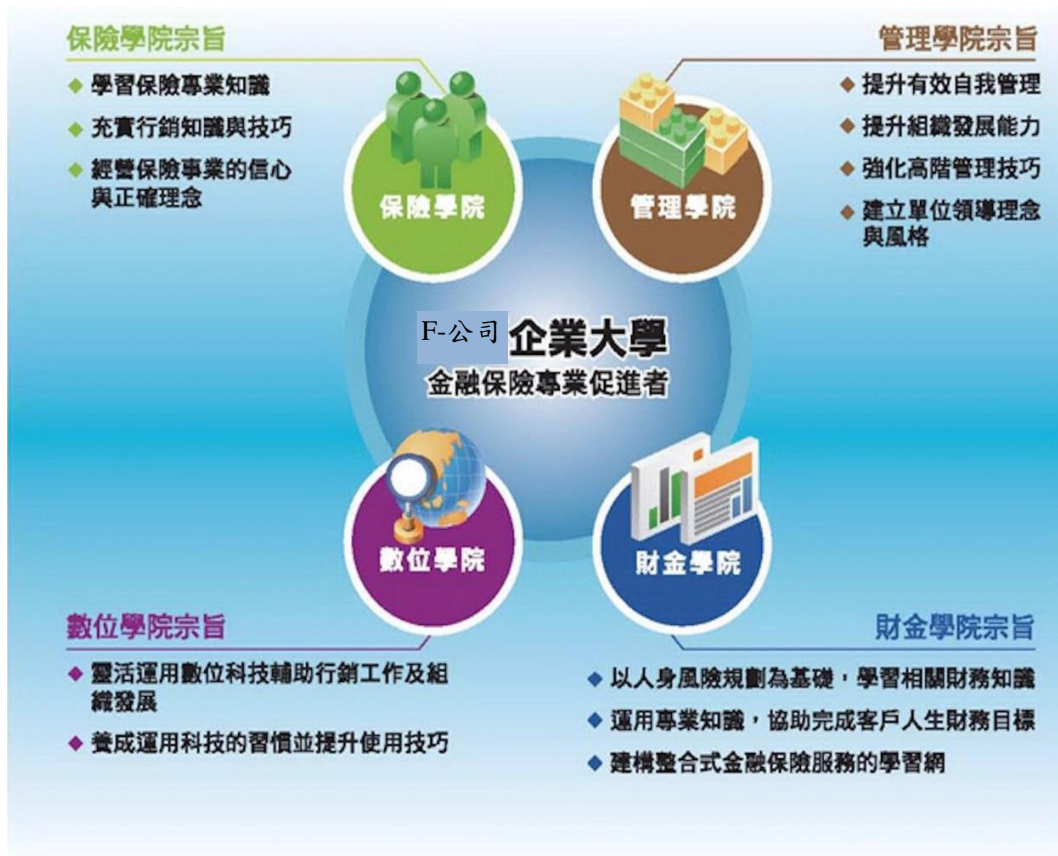 保險學院宗旨
◆ 學習保險專業知識
◆ 充實行銷知識與技巧
◆ 經營保險事業的信心
與正確理念
保險學院
管理學院宗旨
◆ 提升有效自我管理
◆ 提升組織發展能力
◆ 強化高階管理技巧
◆ 建立單位領導理念
與風格
管理學院
F-公司 企業大學
金融保險專業促進者
數位學院
數位學院宗旨
◆ 靈活運用數位科技輔助行銷工作及組
織發展
◆ 養成運用科技的習慣並提升使用技巧
財金學院
財金學院宗旨
◆ 以人身風險規劃為基礎，學習相關財務知識
◆ 運用專業知識，協助完成客戶人生財務目標
◆ 建構整合式金融保險服務的學習網